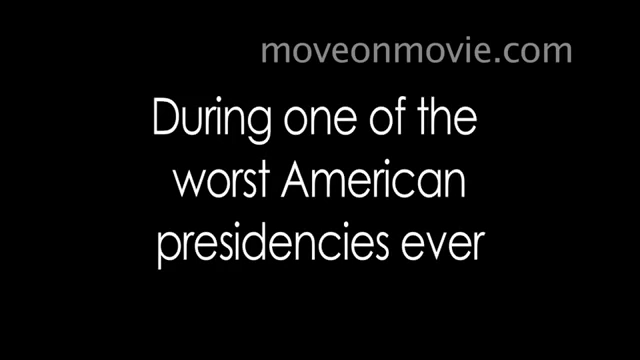 moveonmovie.com
During one of the
worst American
presidencies ever